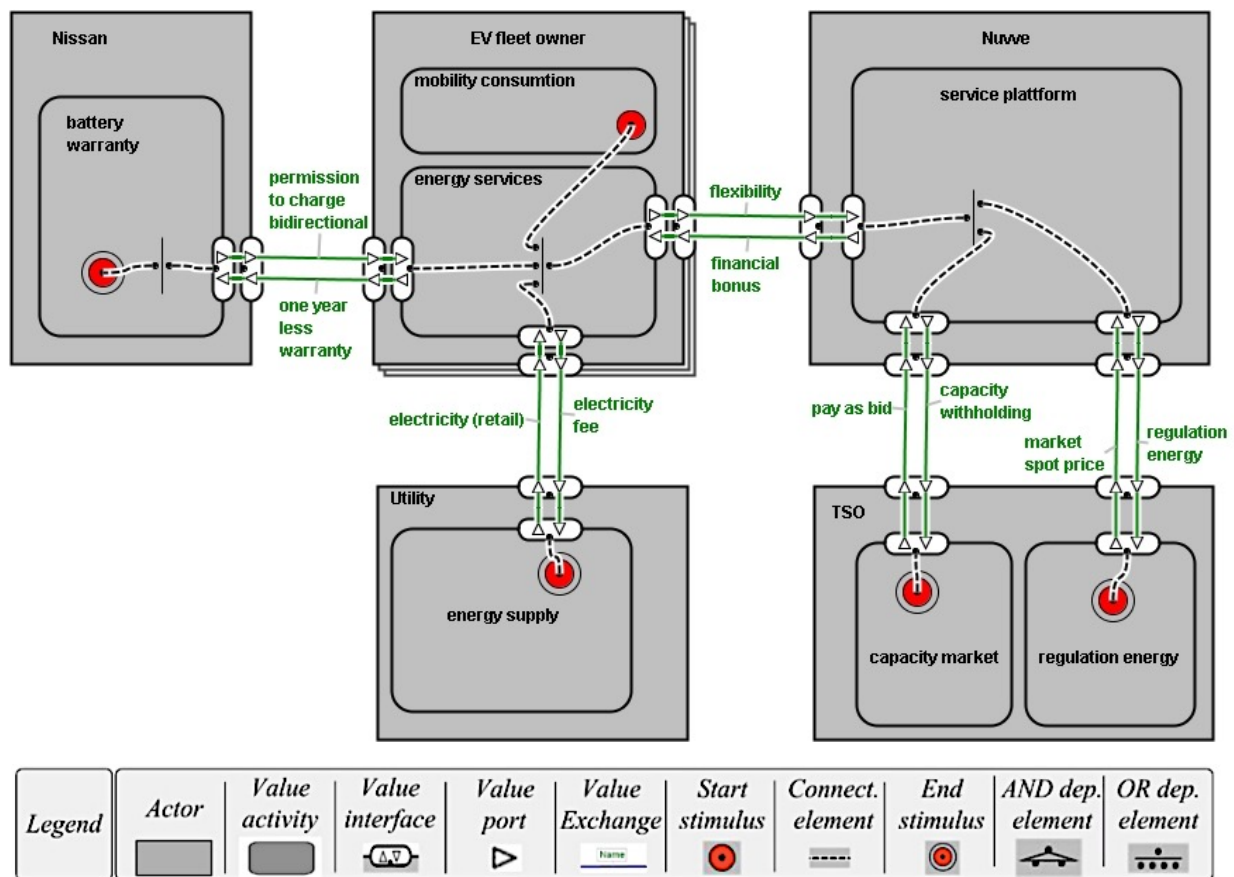 Nissan
EV fleet owner
Nuvve
mobility consumtion
service plattform
battery
warranty
energy services
permission
to charge
bidirectional
flexibility
financial
bonus
one year
less
warranty
electricity (retail)
electricity
fee
pay as bid
capacity
withholding
market
spot price
regulation
energy
Utility
TSO
energy supply
capacity market
regulation energy
Legend
Actor
Value
activity
Value
interface
Value
port
Value
Exchange
Name
Start
stimulus
Connect.
element
End
stimulus
AND dep.
element
OR dep.
element